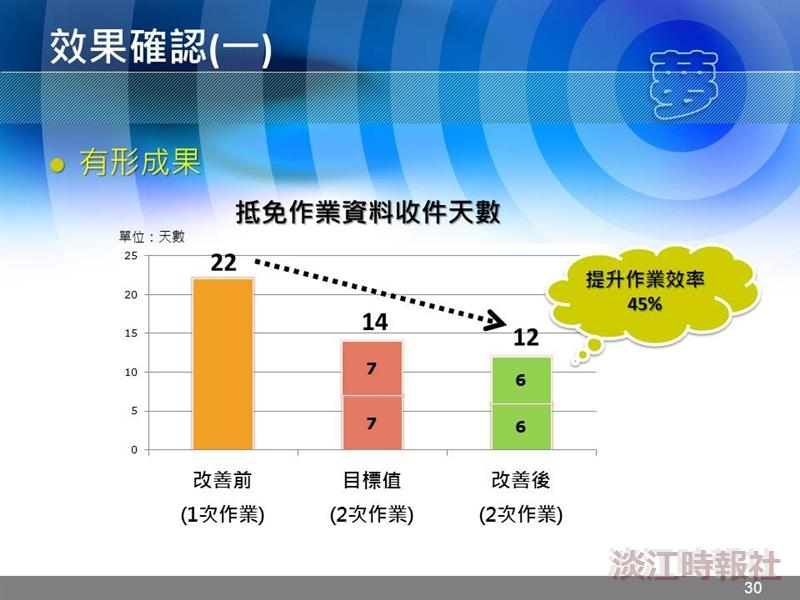 效果確認(一)
夢
有形成果
抵免作業資料收件天數
單位：天數
25
20
15
10
5
0
22
14
12
7
7
6
6
提升作業效率
45%
改善前
(1次作業)
目標值
(2次作業)
改善後
(2次作業)
淡江時報社
30